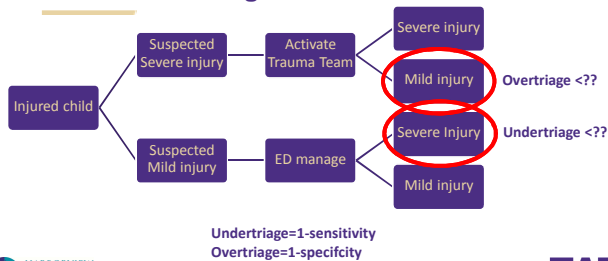 Injured child
Suspected
Severe injury
Activate
Trauma Team
Severe injury
Mild injury
Overtriage <??
Suspected
Mild injury
ED manage
Severe Injury
Undertriage <??
Mild injury
Undertriage=1-sensitivity
Overtriage=1-specifcity